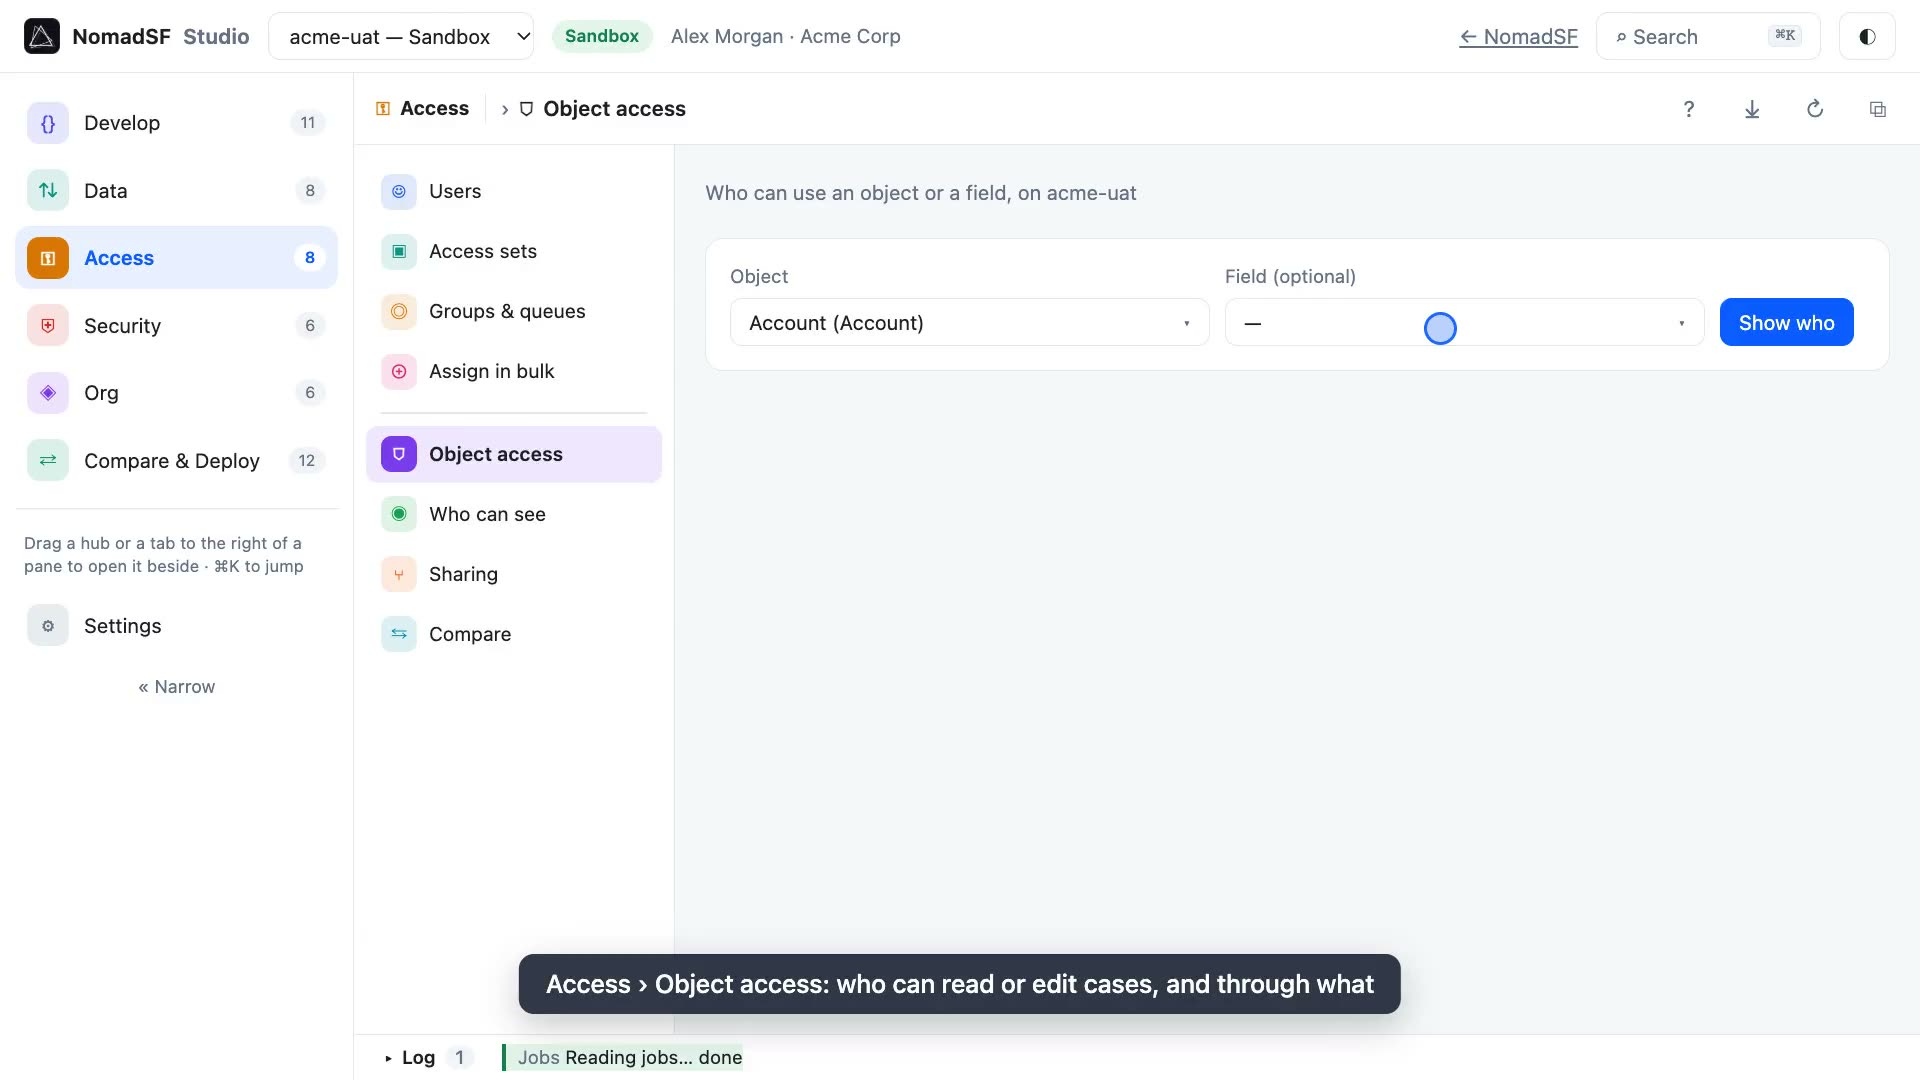 NomadSF Studio
acme-uat — Sandbox
Sandbox
Alex Morgan · Acme Corp
← NomadSF
Search ⌘K
Develop 11
Data 8
Access 8
Security 6
Org 6
Compare & Deploy 12
Drag a hub or a tab to the right of a
pane to open it beside · ⌘K to jump
Settings
« Narrow
Access › Object access
?
Users
Access sets
Groups & queues
Assign in bulk
Object access
Who can see
Sharing
Compare
Who can use an object or a field, on acme-uat
Object
Account (Account)
Field (optional)
—
Show who
Access › Object access: who can read or edit cases, and through what
Log 1
Jobs Reading jobs... done